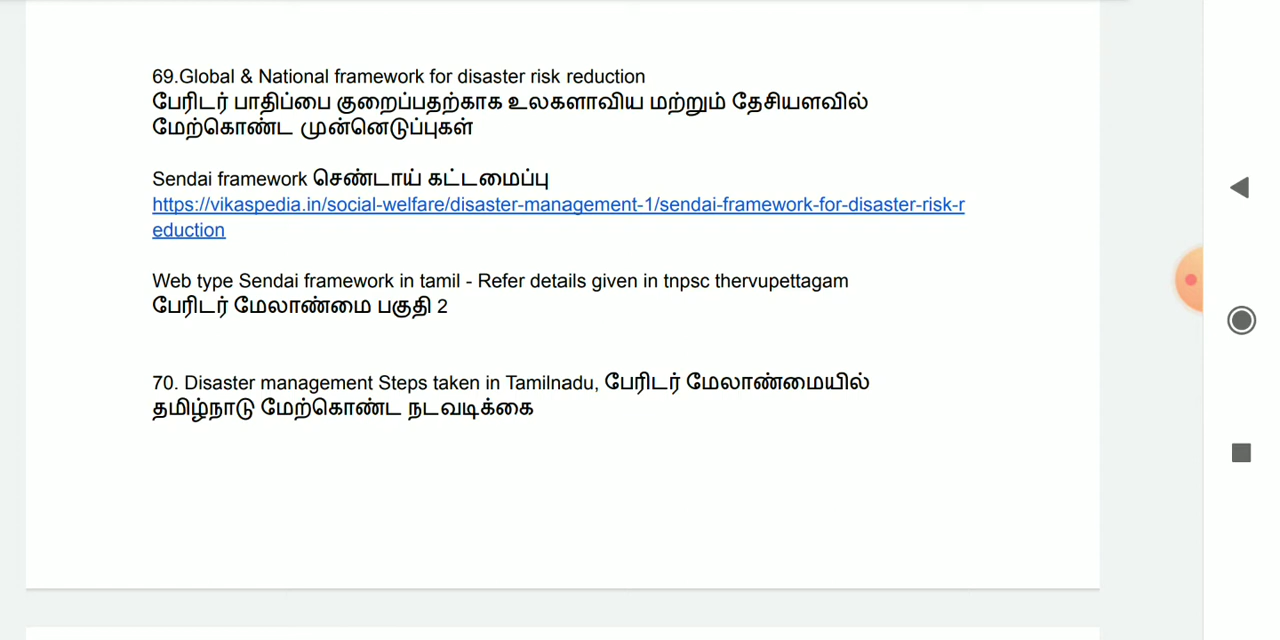 69.Global & National framework for disaster risk reduction
பேரிடர் பாதிப்பை குறைப்பதற்காக உலகளாவிய மற்றும் தேசியளவில்
மேற்கொண்ட முன்னெடுப்புகள்
Sendai framework செண்டாய் கட்டமைப்பு
https://vikaspedia.in/social-welfare/disaster-management-1/sendai-framework-for-disaster-risk-r
eduction
Web type Sendai framework in tamil - Refer details given in tnpsc thervupettagam
பேரிடர் மேலாண்மை பகுதி 2
70. Disaster management Steps taken in Tamilnadu, பேரிடர் மேலாண்மையில்
தமிழ்நாடு மேற்கொண்ட நடவடிக்கை